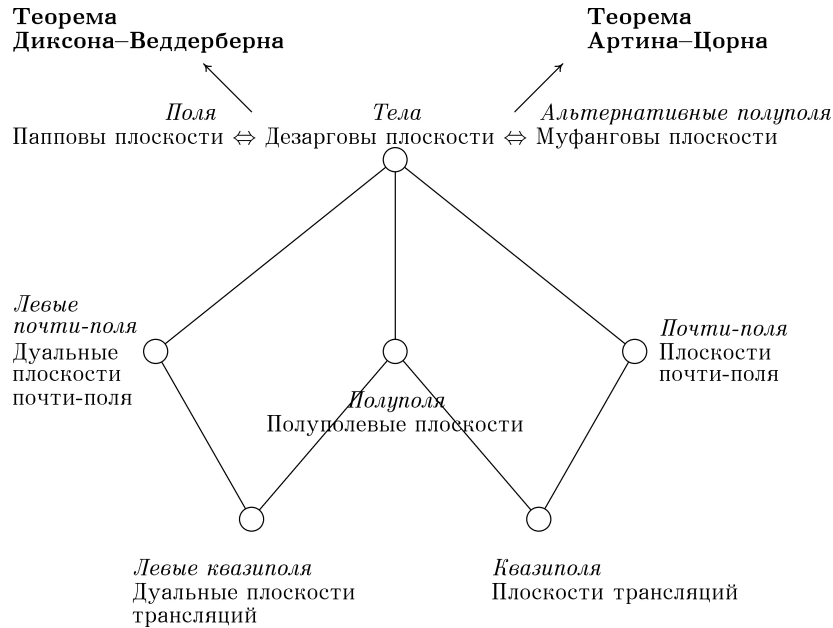 Теорема
Диксона–Веддерберна
Теорема
Артина–Цорна
Поля
Тела
Альтернативные полуполя
Папповы плоскости ⇔ Дезарговы плоскости ⇔ Муфанговы плоскости
Левые
почти-поля
Дуальные
плоскости
почти-поля
Почти-поля
Плоскости
почти-поля
Полуполя
Полуполевые плоскости
Левые квазиполя
Дуальные плоскости
трансляций
Квазиполя
Плоскости трансляций